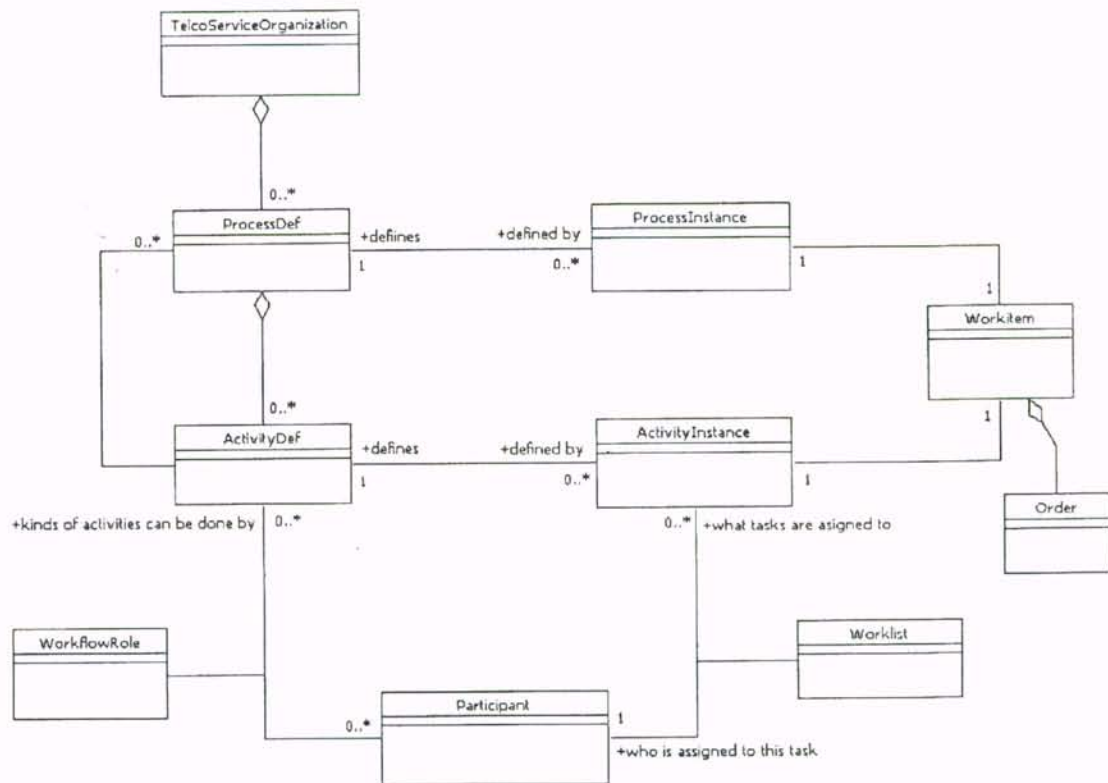 TelcoServiceOrganization
0..*
ProcessDef
0..*
+defines
1
+defined by
0..*
ProcessInstance
1
1
Workitem
0..*
ActivityDef
+defines
1
+defined by
0..*
ActivityInstance
1
1
Order
+kinds of activities can be done by
0..*
0..*
+what tasks are asigned to
WorkflowRole
Worklist
Participant
0..*
1
+who is assigned to this task